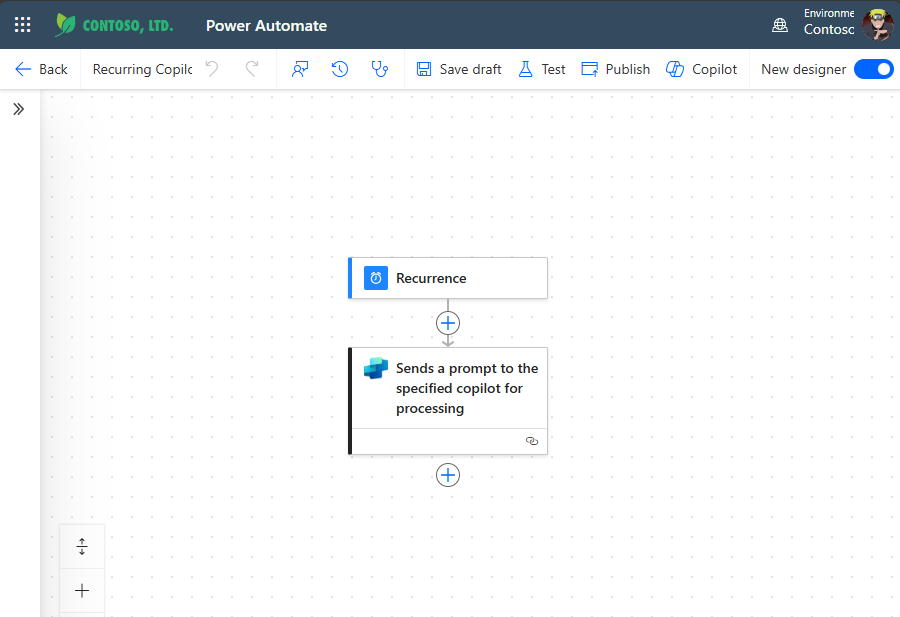 CONTOSO, LTD.
Power Automate
Environme
Contoso
Back
Recurring Copilc
Save draft
Test
Publish
Copilot
New designer
Recurrence
Sends a prompt to the
specified copilot for
processing